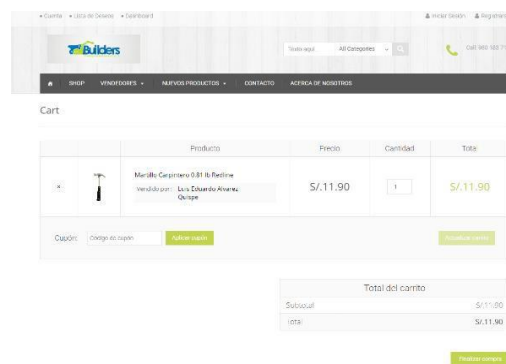 Cuenta Lista de Deseos Dashboard
Iniciar Sesión
Builders
Texto aquí All Categories
SHOP VENDEDORES NUEVOS PRODUCTOS CONTACTO ACERCA DE NOSOTROS
Cart
Producto Precio Cantidad Total
× Martillo Carpintero 0.81 lb Redline S/.11.90 1 S/.11.90
Vendido por: Luis Eduardo Alvarez
Quispe
Cupón: Código de cupón Aplicar cupón Actualizar carrito
Total del carrito
Subtotal S/.11.90
Total S/.11.90
Realizar compra